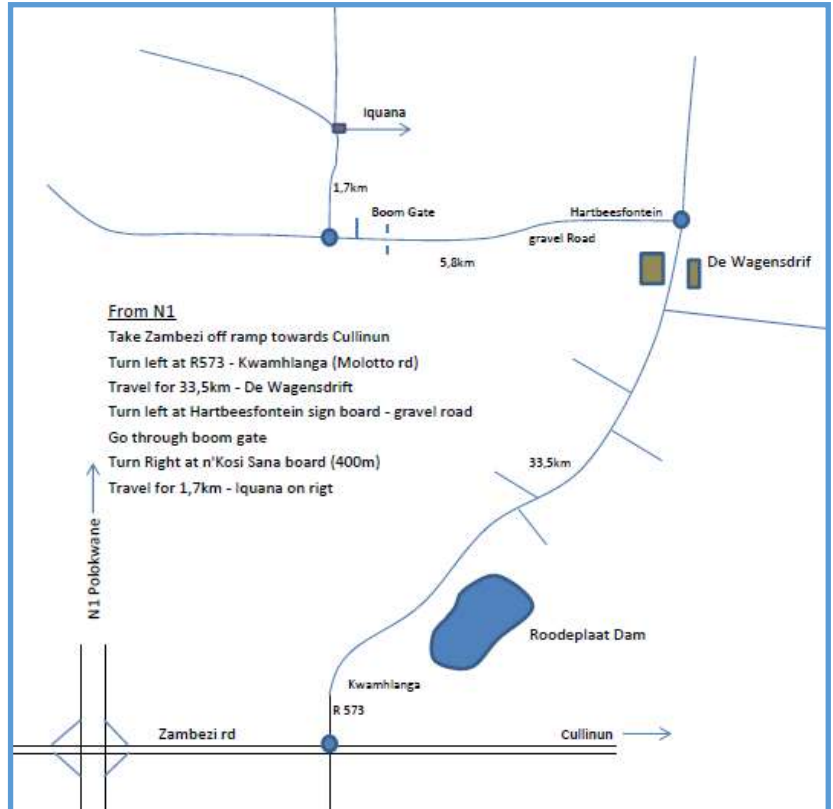 Iquana
1,7km
Boom Gate
Hartbeesfontein
gravel Road
5,8km
De Wagensdrif
From N1
Take Zambezi off ramp towards Cullinun
Turn left at R573 - Kwamhlanga (Molotto rd)
Travel for 33,5km - De Wagensdrift
Turn left at Hartbeesfontein sign board - gravel road
Go through boom gate
Turn Right at n'Kosi Sana board (400m)
Travel for 1,7km - Iquana on rigt
33,5km
N1 Polokwane
Roodeplaat Dam
Kwamhlanga
R 573
Zambezi rd
Cullinun